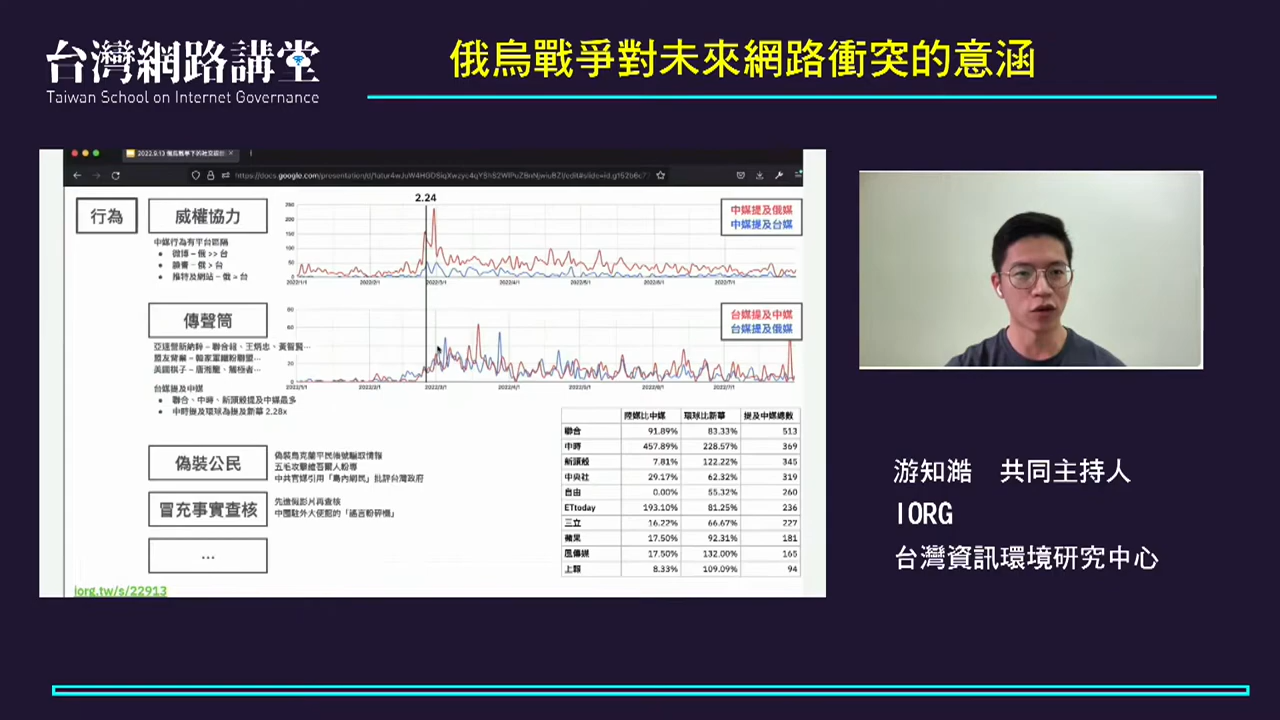 台灣網路講堂
Taiwan School on Internet Governance
俄烏戰爭對未來網路衝突的意涵
行為
威權協力
中媒行為有平台區隔
微博 – 俄 >> 台
臉書 – 俄 > 台
推特及網站 – 俄 ≥ 台
2.24
中媒提及俄媒
中媒提及台媒
傳聲筒
亞速營新納粹 – 聯合報、王炳忠、黃智賢…
盟友背棄 – 韓家軍鐵粉聯盟…
美國棋子 – 唐湘龍、觸極者…
台媒提及中媒
聯合、中時、新頭殼提及中媒最多
中時提及環球為提及新華 2.28x
台媒提及中媒
台媒提及俄媒
陸媒比中媒 環球比新華 提及中媒總數
聯合 91.89% 83.33% 513
中時 457.89% 228.57% 369
新頭殼 7.81% 122.22% 345
中央社 29.17% 62.32% 319
自由 0.00% 55.32% 260
ETtoday 193.10% 81.25% 236
三立 16.22% 66.67% 227
蘋果 17.50% 92.31% 181
風傳媒 17.50% 132.00% 165
上報 8.33% 109.09% 94
偽裝公民
偽裝烏克蘭平民帳號騙取情報
五毛攻擊維吾爾人粉專
中共官媒引用「島內網民」批評台灣政府
冒充事實查核
先造假影片再查核
中國駐外大使館的「謠言粉碎機」
…
iorg.tw/s/22913
游知澔 共同主持人
IORG
台灣資訊環境研究中心